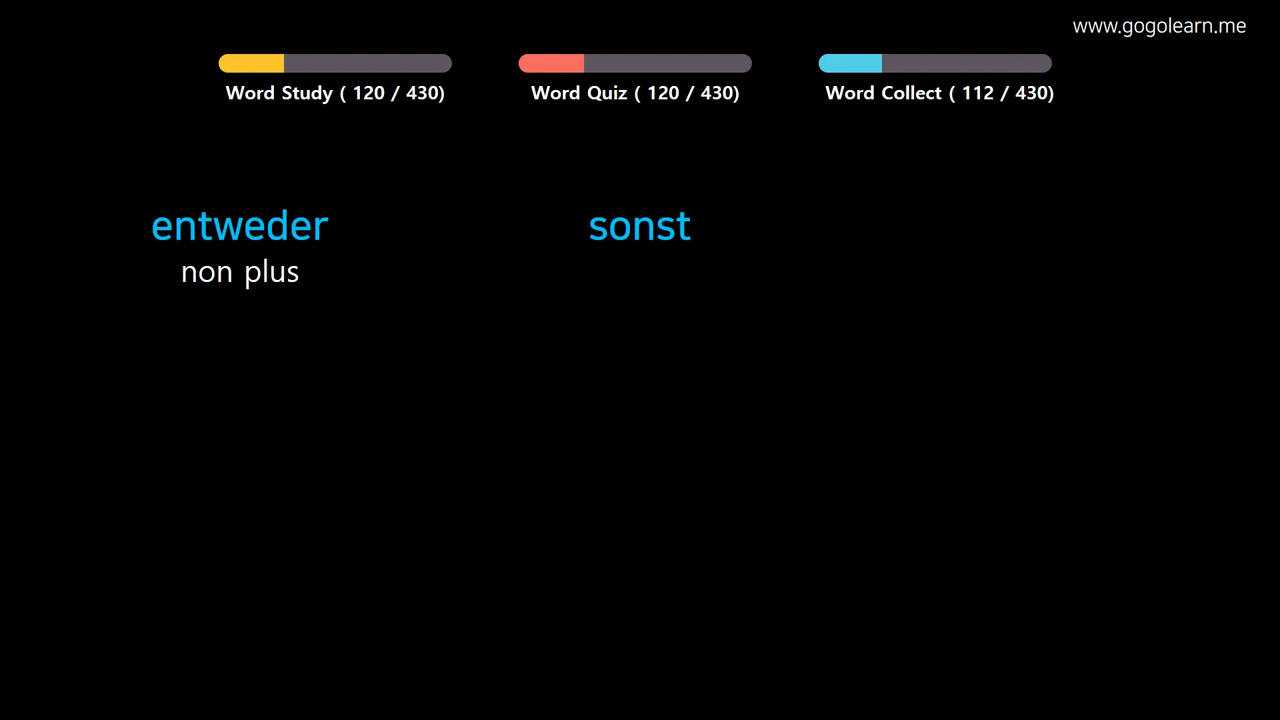 www.gogolearn.me
Word Study ( 120 / 430)
Word Quiz ( 120 / 430)
Word Collect ( 112 / 430)
entweder
non plus
sonst